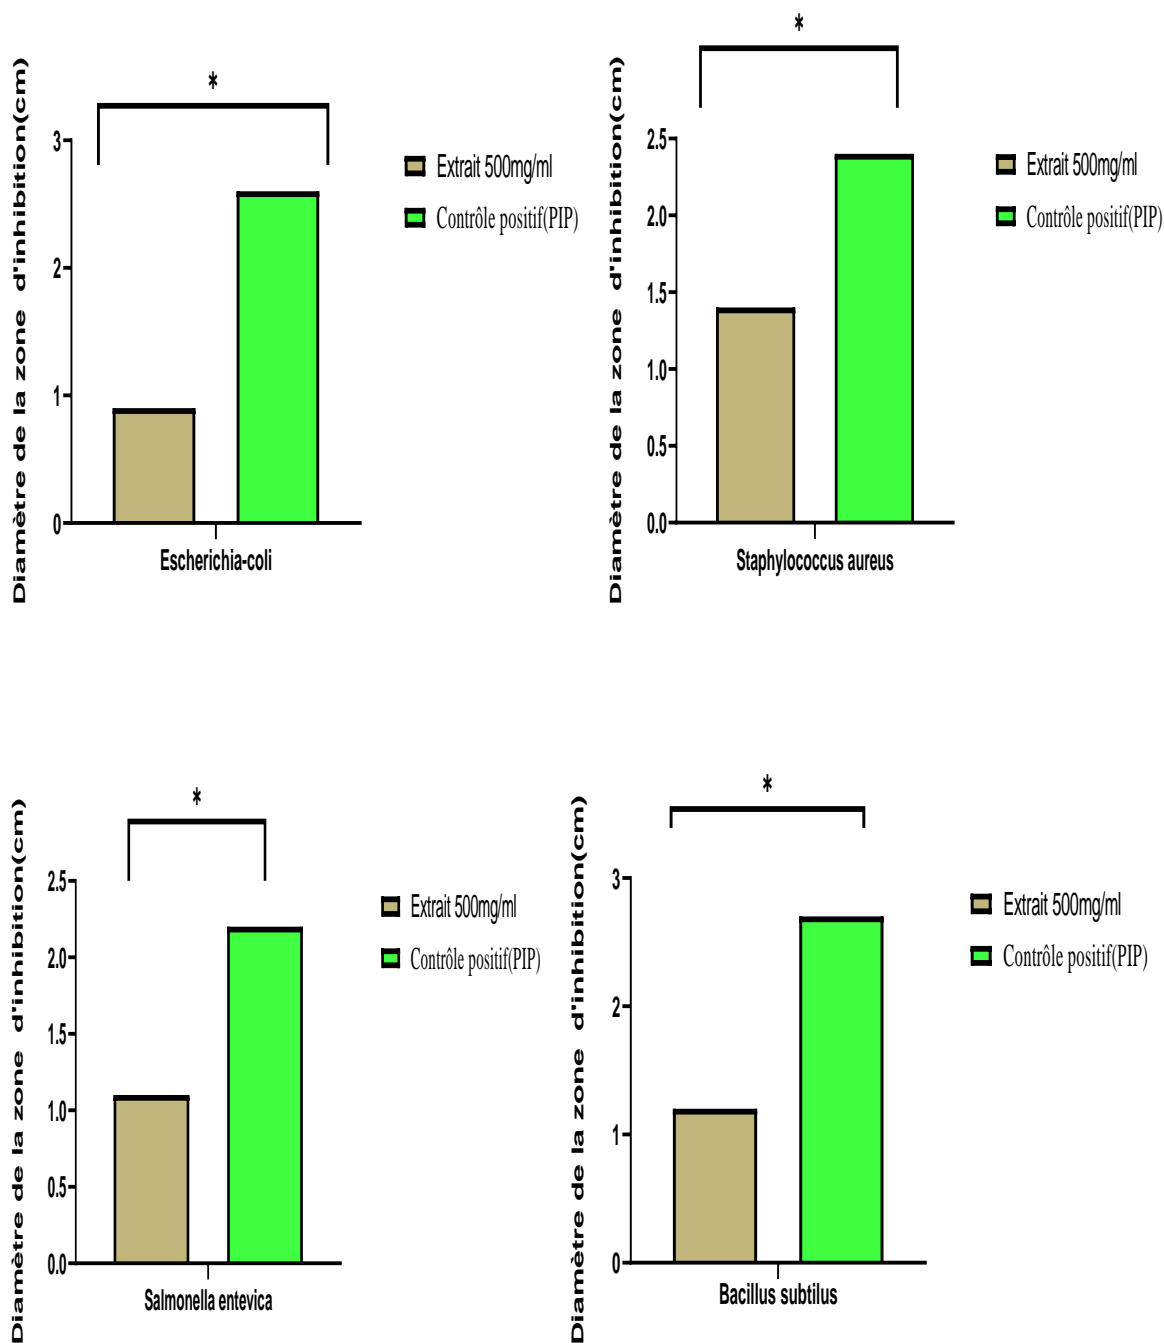 *
Diamètre de la zone d'inhibition(cm)
3
2
1
0
Escherichia-coli
Extrait 500mg/ml
Contrôle positif(PIP)
*
Diamètre de la zone d'inhibition(cm)
2.5
2.0
1.5
1.0
0.5
0.0
Staphylococcus aureus
Extrait 500mg/ml
Contrôle positif(PIP)
*
Diamètre de la zone d'inhibition(cm)
2.5
2.0
1.5
1.0
0.5
0.0
Salmonella entevica
Extrait 500mg/ml
Contrôle positif(PIP)
*
Diamètre de la zone d'inhibition(cm)
3
2
1
0
Bacillus subtilus
Extrait 500mg/ml
Contrôle positif(PIP)